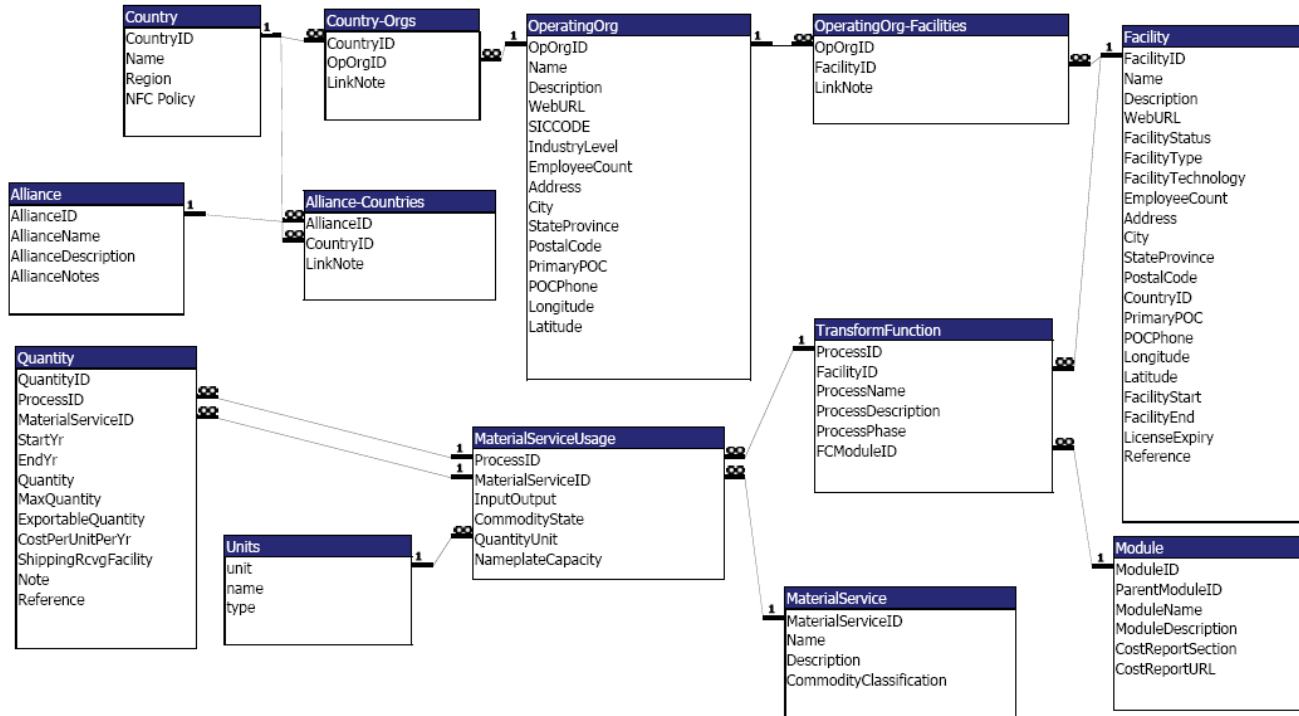 Country
CountryID
Name
Region
NFC Policy
Country-Orgs
CountryID
OpOrgID
LinkNote
OperatingOrg
OpOrgID
Name
Description
WebURL
SICCODE
IndustryLevel
EmployeeCount
Address
City
StateProvince
PostalCode
PrimaryPOC
POCPhone
Longitude
Latitude
OperatingOrg-Facilities
OpOrgID
FacilityID
LinkNote
Facility
FacilityID
Name
Description
WebURL
FacilityStatus
FacilityType
FacilityTechnology
EmployeeCount
Address
City
StateProvince
PostalCode
CountryID
PrimaryPOC
POCPhone
Longitude
Latitude
FacilityStart
FacilityEnd
LicenseExpiry
Reference
Alliance
AllianceID
AllianceName
AllianceDescription
AllianceNotes
Alliance-Countries
AllianceID
CountryID
LinkNote
Quantity
QuantityID
ProcessID
MaterialServiceID
StartYr
EndYr
Quantity
MaxQuantity
ExportableQuantity
CostPerUnitPerYr
ShippingRcvgFacility
Note
Reference
Units
unit
name
type
MaterialServiceUsage
ProcessID
MaterialServiceID
InputOutput
CommodityState
QuantityUnit
NameplateCapacity
TransformFunction
ProcessID
FacilityID
ProcessName
ProcessDescription
ProcessPhase
FCModuleID
MaterialService
MaterialServiceID
Name
Description
CommodityClassification
Module
ModuleID
ParentModuleID
ModuleName
ModuleDescription
CostReportSection
CostReportURL
1
∞
∞
1
1
∞
∞
1
1
∞
∞
∞
∞
1
∞
∞
1
1
1
∞
∞
∞
1
∞
1
1